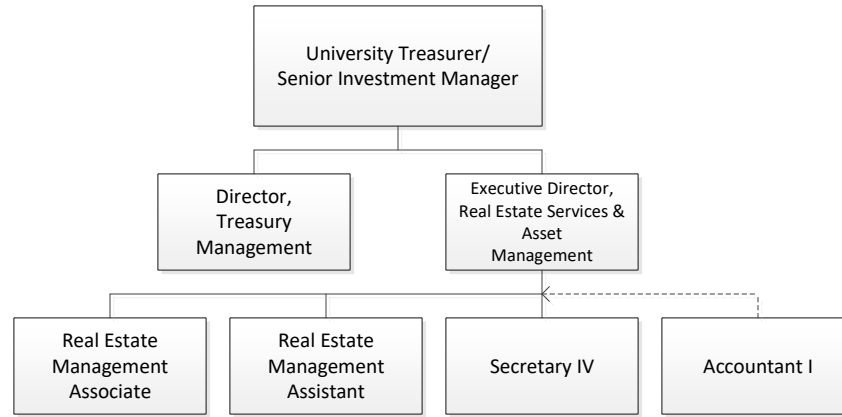 University Treasurer/
Senior Investment Manager
Director,
Treasury
Management
Executive Director,
Real Estate Services &
Asset
Management
Real Estate
Management
Associate
Real Estate
Management
Assistant
Secretary IV
Accountant I